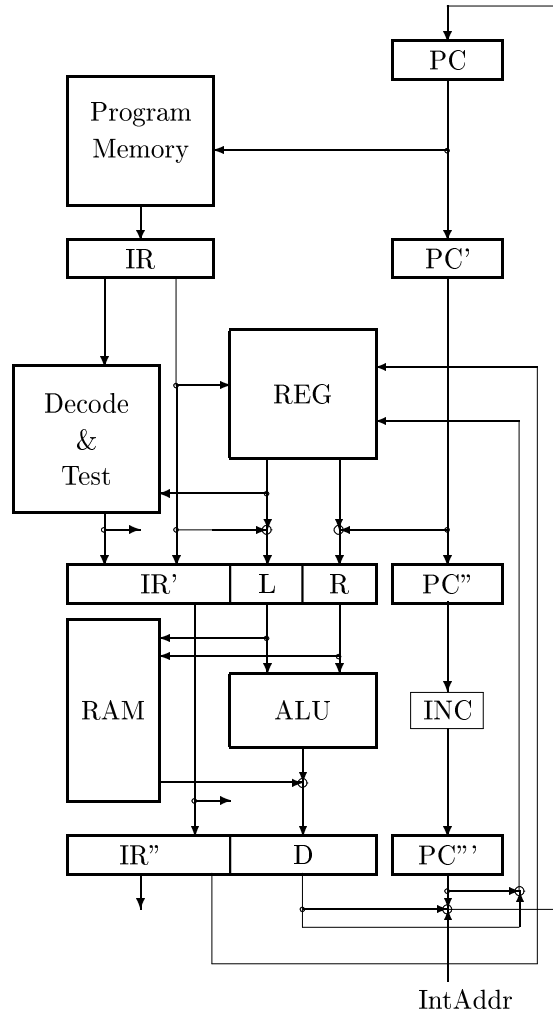 PC
Program
Memory
IR
PC'
REG
Decode
&
Test
IR'
L
R
PC"
RAM
ALU
INC
IR"
D
PC"'
IntAddr